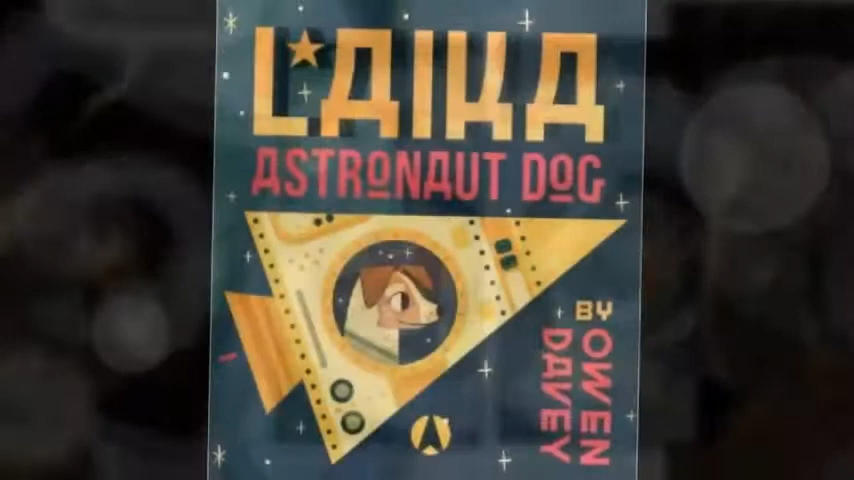 LAIKA
ASTRONAUT DOG
BY
OWEN
DAVEY